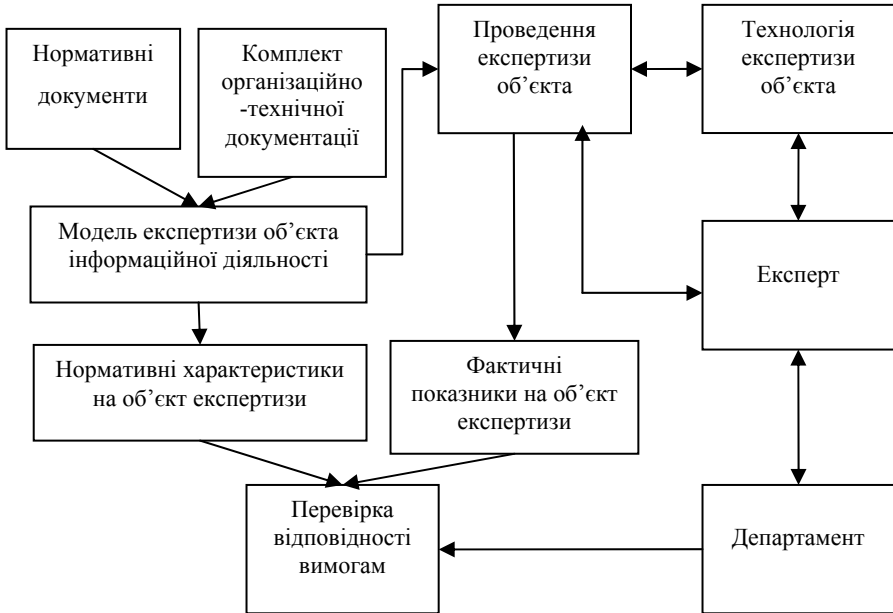 Нормативні
документи
Комплект
організаційно
-технічної
документації
Проведення
експертизи
об’єкта
Технологія
експертизи
об’єкта
Модель експертизи об’єкта
інформаційної діяльності
Експерт
Нормативні характеристики
на об’єкт експертизи
Фактичні
показники на об’єкт
експертизи
Перевірка
відповідності
вимогам
Департамент